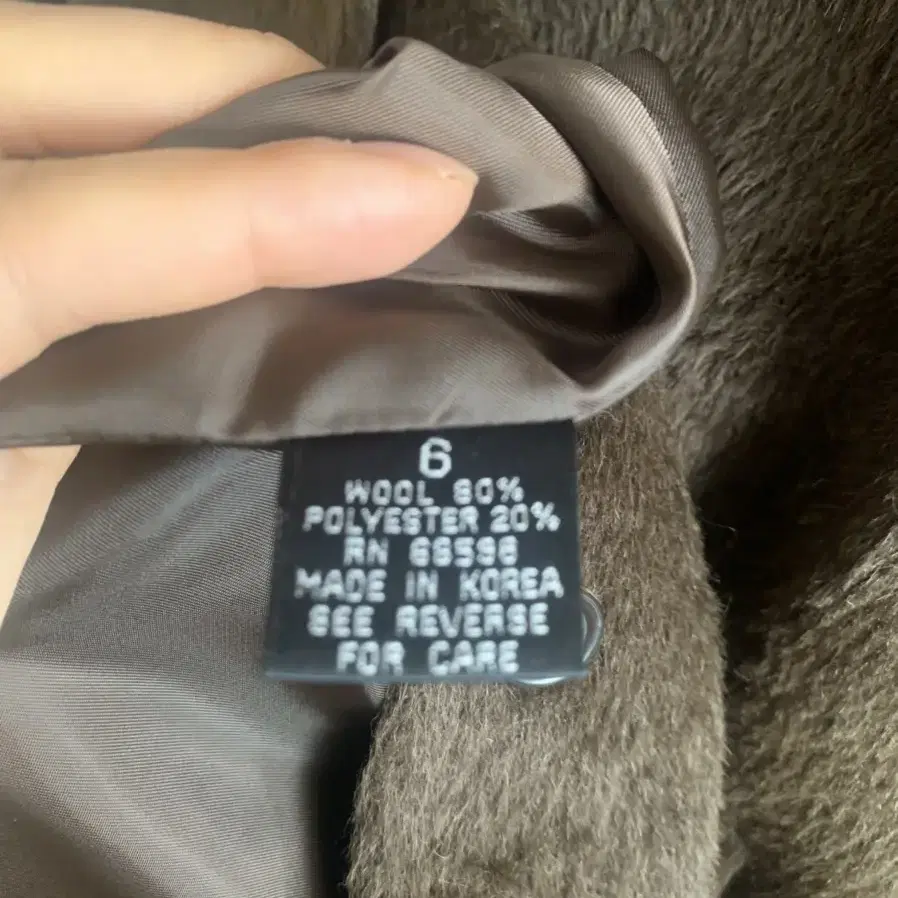 6
WOOL 80%
POLYESTER 20%
RN 66596
MADE IN KOREA
SEE REVERSE
FOR CARE